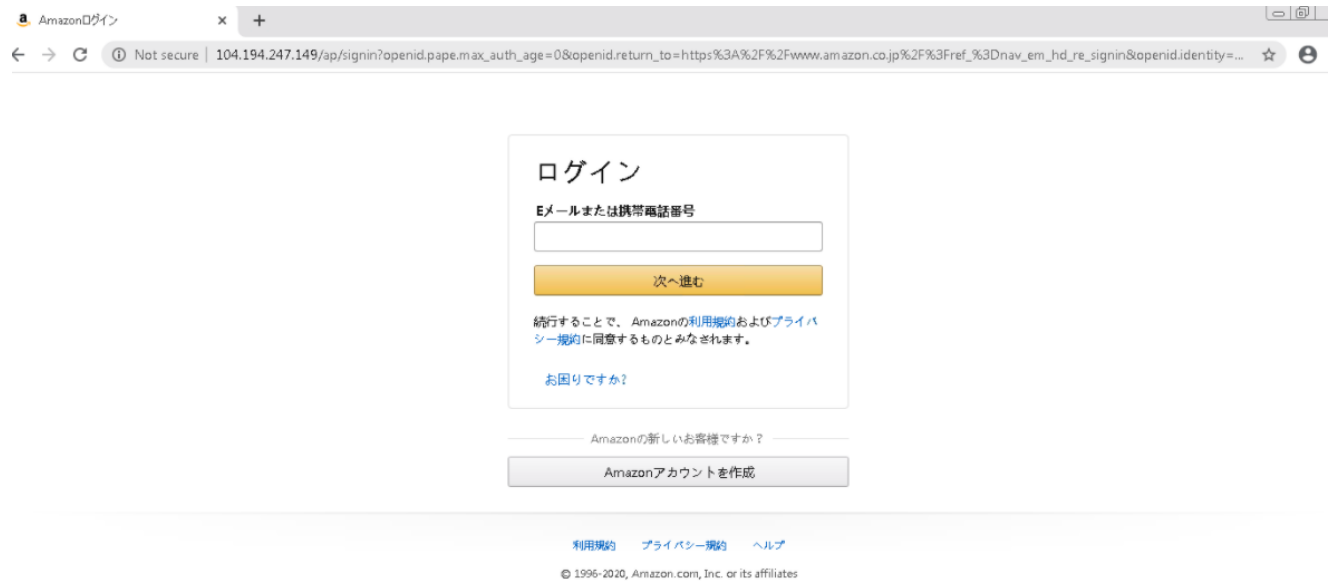 Amazonログイン
Not secure | 104.194.247.149/ap/signin?openid.pape.max_auth_age=0&openid.return_to=https%3A%2F%2Fwww.amazon.co.jp%2F%3Fref_%3Dnav_em_hd_re_signin&openid.identity=...
ログイン
Eメールまたは携帯電話番号
次へ進む
続行することで、 Amazonの利用規約およびプライバ
シー規約に同意するものとみなされます。
お困りですか?
Amazonの新しいお客様ですか？
Amazonアカウントを作成
利用規約 プライバシー規約 ヘルプ
© 1996-2020, Amazon.com, Inc. or its affiliates